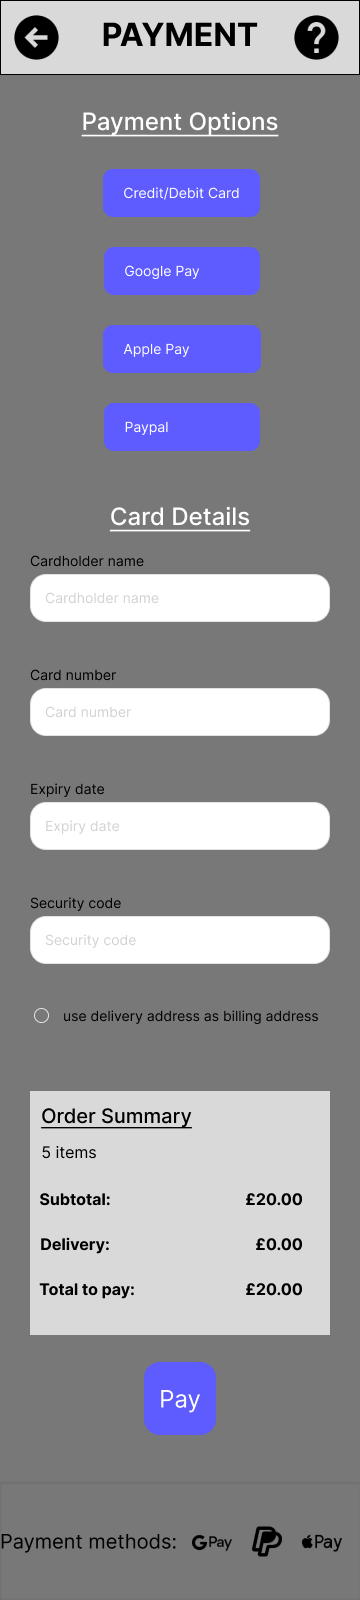 PAYMENT
Payment Options
Credit/Debit Card
Google Pay
Apple Pay
Paypal
Card Details
Cardholder name
Cardholder name
Card number
Card number
Expiry date
Expiry date
Security code
Security code
use delivery address as billing address
Order Summary
5 items
Subtotal: £20.00
Delivery: £0.00
Total to pay: £20.00
Pay
Payment methods: G Pay Pay